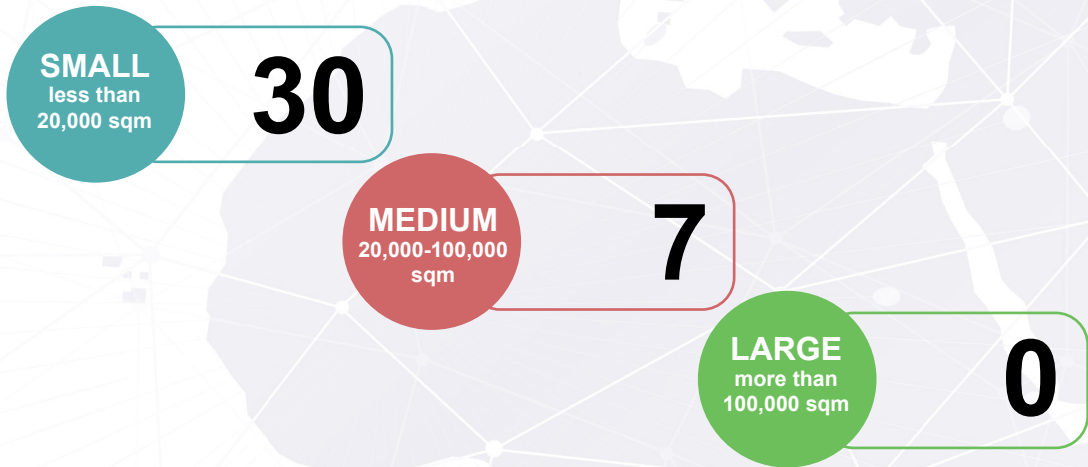 SMALL
less than
20,000 sqm
30
MEDIUM
20,000-100,000
sqm
7
LARGE
more than
100,000 sqm
0